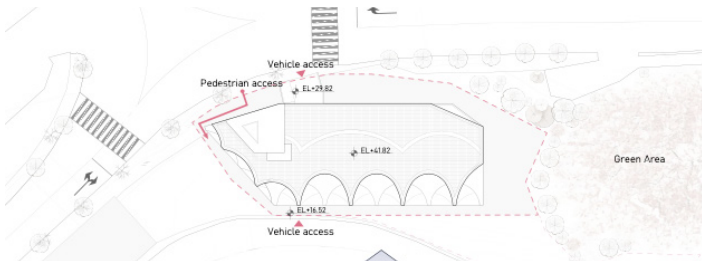 Vehicle access
Pedestrian access
EL+29.82
EL+41.82
Green Area
EL+16.52
Vehicle access